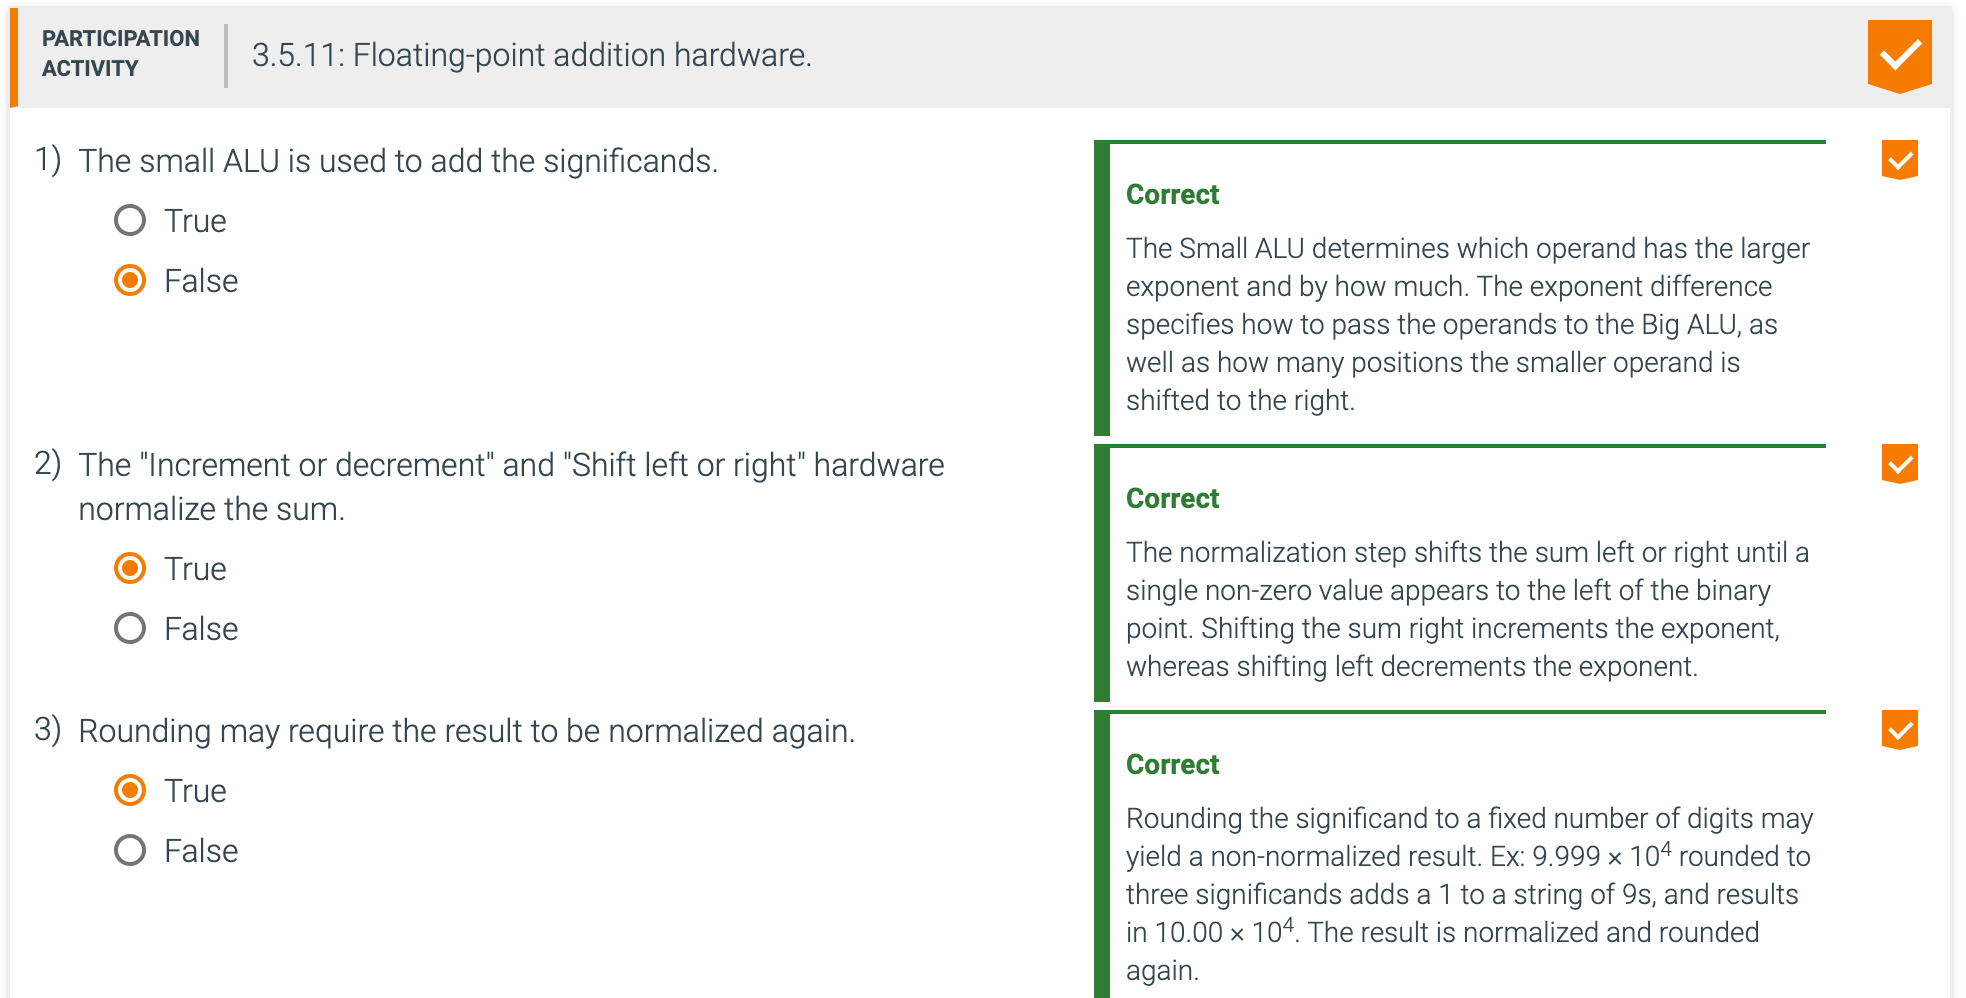 PARTICIPATION
ACTIVITY
3.5.11: Floating-point addition hardware.
1) The small ALU is used to add the significands.
True
False
Correct
The Small ALU determines which operand has the larger
exponent and by how much. The exponent difference
specifies how to pass the operands to the Big ALU, as
well as how many positions the smaller operand is
shifted to the right.
2) The "Increment or decrement" and "Shift left or right" hardware
normalize the sum.
True
False
Correct
The normalization step shifts the sum left or right until a
single non-zero value appears to the left of the binary
point. Shifting the sum right increments the exponent,
whereas shifting left decrements the exponent.
3) Rounding may require the result to be normalized again.
True
False
Correct
Rounding the significand to a fixed number of digits may
yield a non-normalized result. Ex: 9.999 × 10⁴ rounded to
three significands adds a 1 to a string of 9s, and results
in 10.00 × 10⁴. The result is normalized and rounded
again.